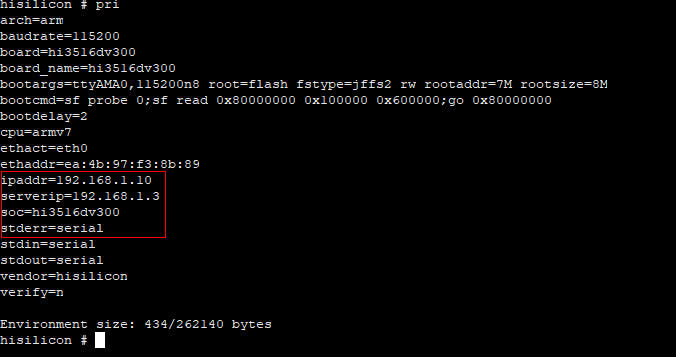 hisilicon # pri
arch=arm
baudrate=115200
board=hi3516dv300
board_name=hi3516dv300
bootargs=ttyAMA0,115200n8 root=flash fstype=jffs2 rw rootaddr=7M rootsize=8M
bootcmd=sf probe 0;sf read 0x80000000 0x100000 0x600000;go 0x80000000
bootdelay=2
cpu=armv7
ethact=eth0
ethaddr=ea:4b:97:f3:8b:89
ipaddr=192.168.1.10
serverip=192.168.1.3
soc=hi3516dv300
stderr=serial
stdin=serial
stdout=serial
vendor=hisilicon
verify=n
Environment size: 434/262140 bytes
hisilicon #